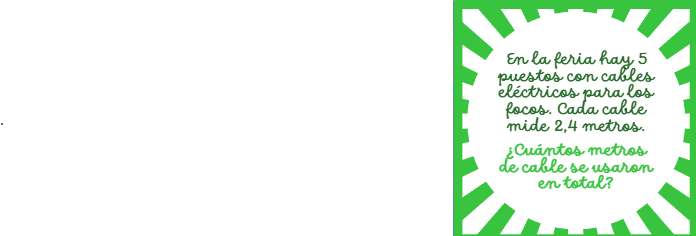 En la feria hay 5
puestos con cables
eléctricos para los
focos. Cada cable
mide 2,4 metros.
¿Cuántos metros
de cable se usaron
en total?